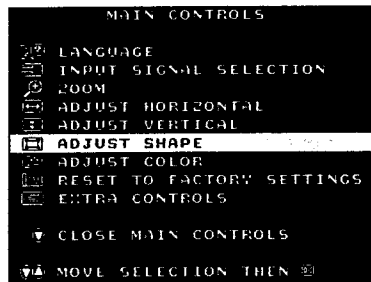 MAIN CONTROLS
LANGUAGE
INPUT SIGNAL SELECTION
ZOOM
ADJUST HORIZONTAL
ADJUST VERTICAL
ADJUST SHAPE
ADJUST COLOR
RESET TO FACTORY SETTINGS
EXTRA CONTROLS
CLOSE MAIN CONTROLS
MOVE SELECTION THEN